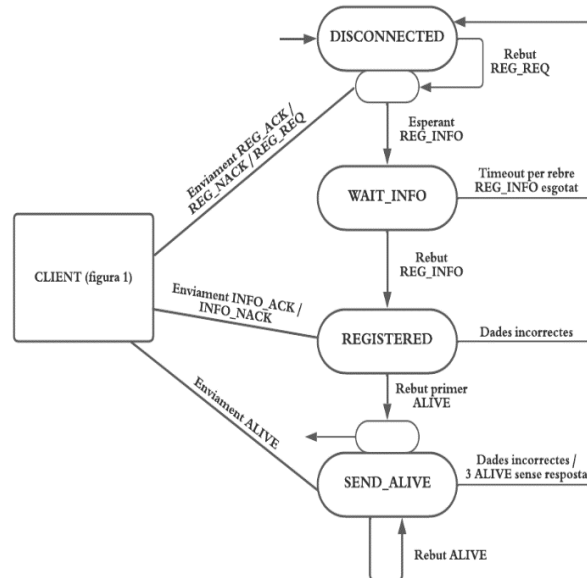 DISCONNECTED
Rebut
REG_REQ
Enviament REG_ACK /
REG_NACK / REG_REQ
Esperant
REG_INFO
WAIT_INFO
Timeout per rebre
REG_INFO esgotat
CLIENT (figura 1)
Rebut
REG_INFO
Enviament INFO_ACK /
INFO_NACK
REGISTERED
Dades incorrectes
Rebut primer
ALIVE
Enviament ALIVE
SEND_ALIVE
Dades incorrectes /
3 ALIVE sense resposta
Rebut ALIVE